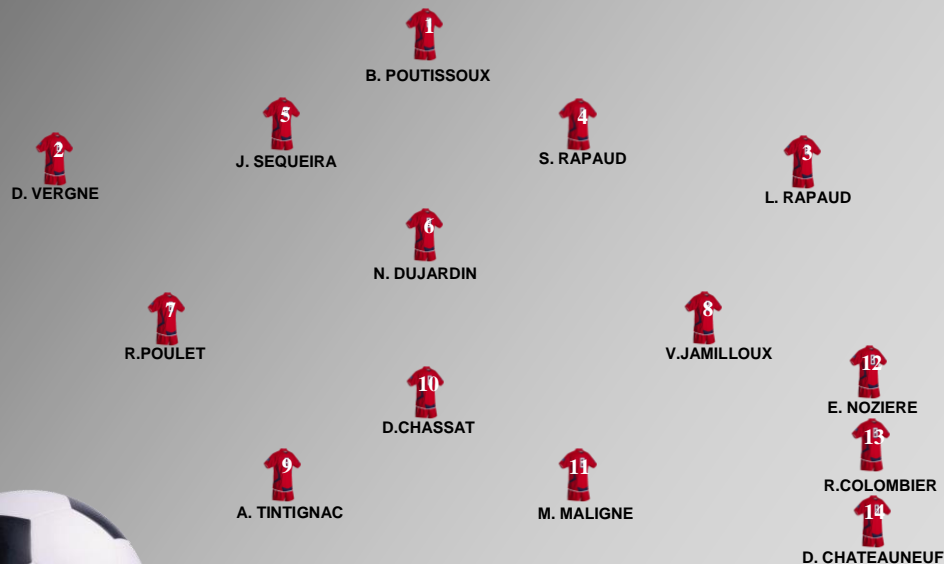 1
B. POUTISSOUX
5
J. SEQUEIRA
4
S. RAPAUD
2
D. VERGNE
3
L. RAPAUD
6
N. DUJARDIN
7
R.POULET
8
V.JAMILLOUX
12
E. NOZIERE
10
D.CHASSAT
13
R.COLOMBIER
9
A. TINTIGNAC
11
M. MALIGNE
14
D. CHATEAUNEUF